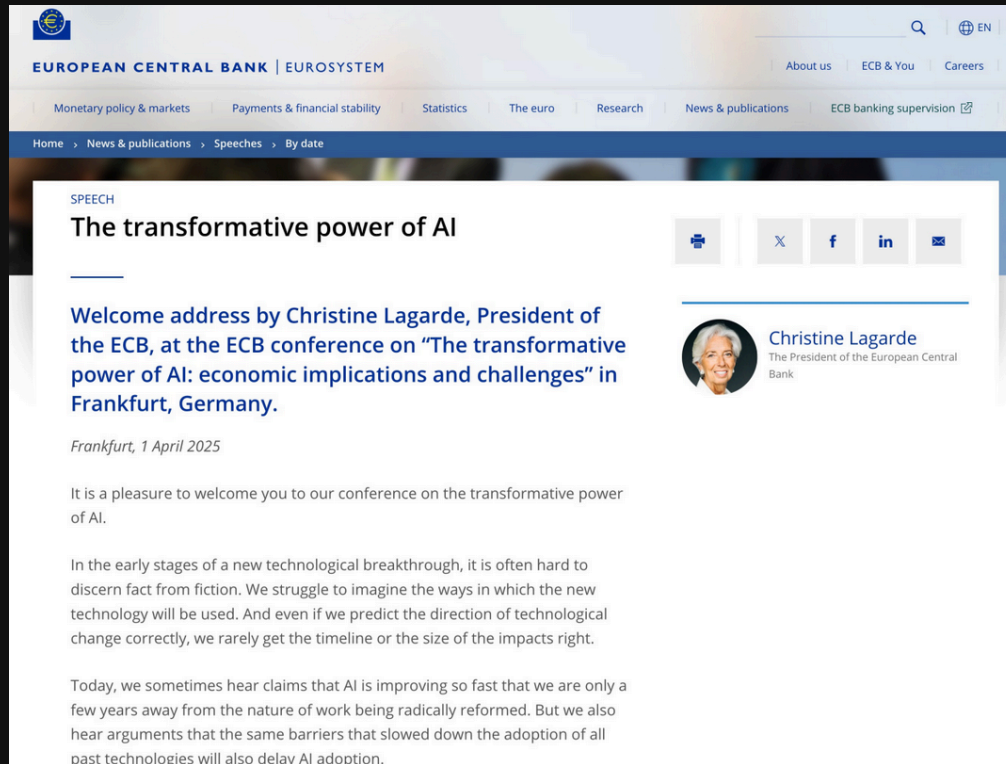 EN
EUROPEAN CENTRAL BANK | EUROSYSTEM
About us ECB & You Careers
Monetary policy & markets Payments & financial stability Statistics The euro Research News & publications ECB banking supervision
Home › News & publications › Speeches › By date
SPEECH
The transformative power of AI
Welcome address by Christine Lagarde, President of
the ECB, at the ECB conference on “The transformative
power of AI: economic implications and challenges” in
Frankfurt, Germany.
Frankfurt, 1 April 2025
It is a pleasure to welcome you to our conference on the transformative power
of AI.
In the early stages of a new technological breakthrough, it is often hard to
discern fact from fiction. We struggle to imagine the ways in which the new
technology will be used. And even if we predict the direction of technological
change correctly, we rarely get the timeline or the size of the impacts right.
Today, we sometimes hear claims that AI is improving so fast that we are only a
few years away from the nature of work being radically reformed. But we also
hear arguments that the same barriers that slowed down the adoption of all
past technologies will also delay AI adoption.
Christine Lagarde
The President of the European Central
Bank